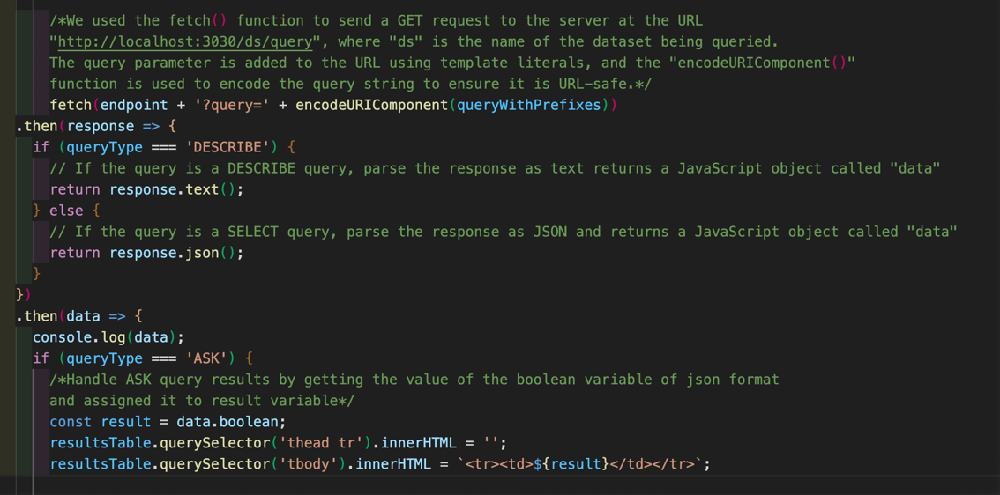 /*We used the fetch() function to send a GET request to the server at the URL
"http://localhost:3030/ds/query", where "ds" is the name of the dataset being queried.
The query parameter is added to the URL using template literals, and the "encodeURIComponent()"
function is used to encode the query string to ensure it is URL-safe.*/
fetch(endpoint + '?query=' + encodeURIComponent(queryWithPrefixes))
.then(response => {
if (queryType === 'DESCRIBE') {
// If the query is a DESCRIBE query, parse the response as text returns a JavaScript object called "data"
return response.text();
} else {
// If the query is a SELECT query, parse the response as JSON and returns a JavaScript object called "data"
return response.json();
}
})
.then(data => {
console.log(data);
if (queryType === 'ASK') {
/*Handle ASK query results by getting the value of the boolean variable of json format
and assigned it to result variable*/
const result = data.boolean;
resultsTable.querySelector('thead tr').innerHTML = '';
resultsTable.querySelector('tbody').innerHTML = `<tr><td>${result}</td></tr>`;